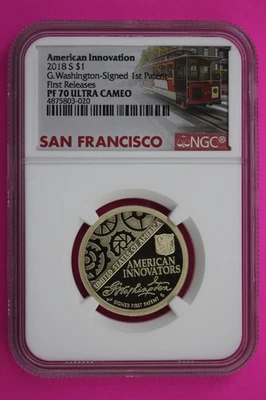 American Innovation
2018 S $1
G.Washington-Signed 1st Patent
First Releases
PF 70 ULTRA CAMEO
4875803-020
SAN FRANCISCO NGC®
UNITED STATES OF AMERICA
AMERICAN
INNOVATORS
G Washington
SIGNED FIRST PATENT